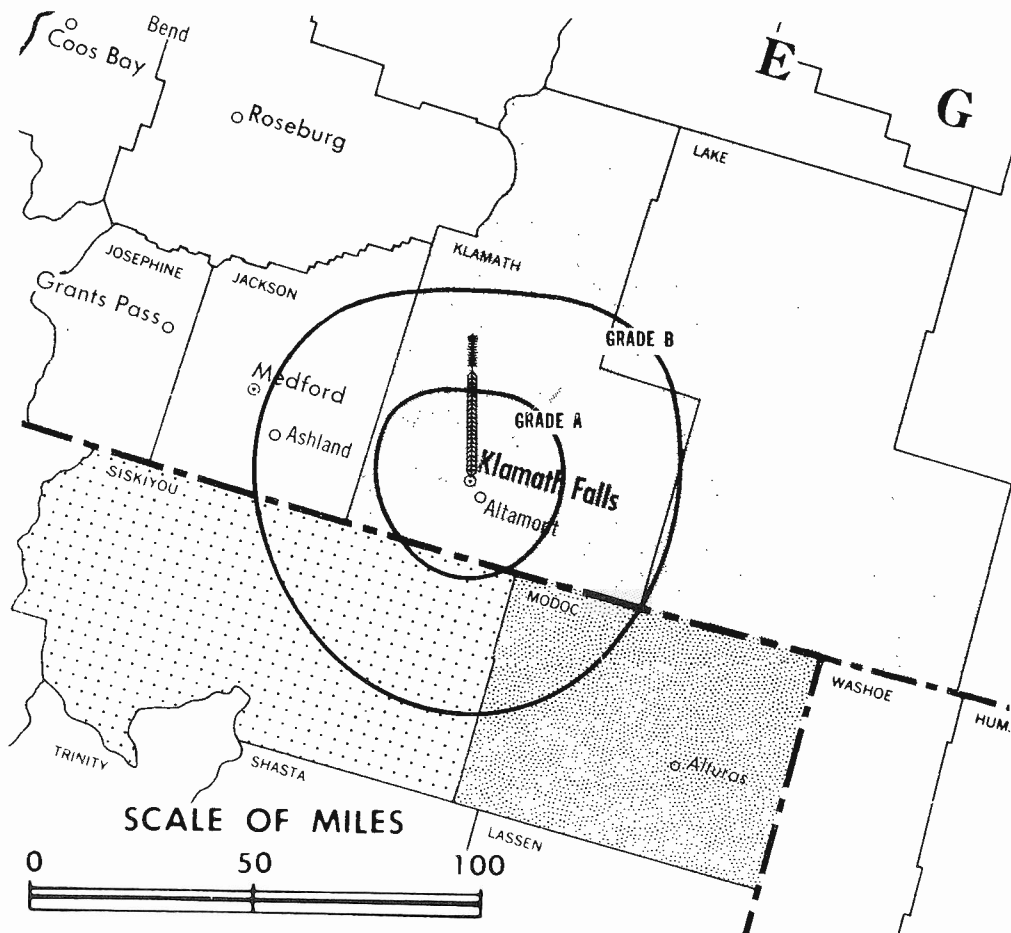 Coos Bay
Bend
E
G
Roseburg
LAKE
JOSEPHINE
JACKSON
KLAMATH
Grants Pass
GRADE B
Medford
GRADE A
Ashland
Klamath Falls
Altamont
SISKIYOU
MODOC
WASHOE
HUM
TRINITY
SHASTA
Alturas
SCALE OF MILES
LASSEN
0 50 100